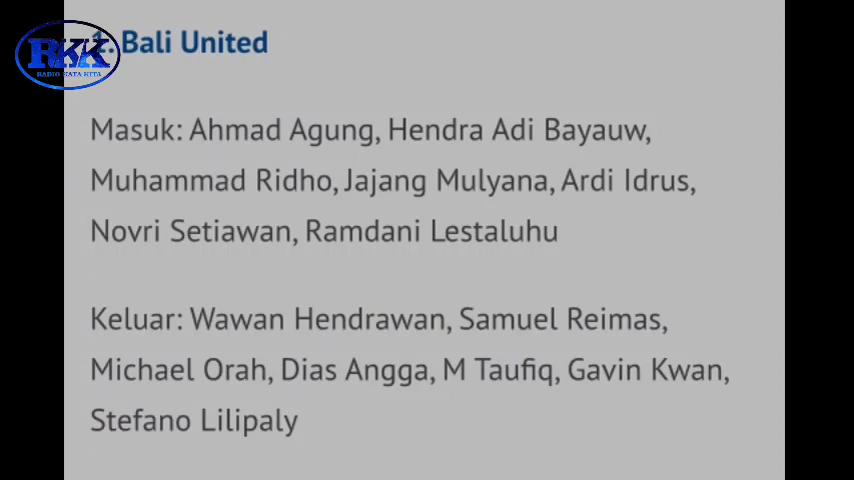 1. Bali United
RKK
RADIO KATA KITA
Masuk: Ahmad Agung, Hendra Adi Bayauw,
Muhammad Ridho, Jajang Mulyana, Ardi Idrus,
Novri Setiawan, Ramdani Lestaluhu
Keluar: Wawan Hendrawan, Samuel Reimas,
Michael Orah, Dias Angga, M Taufiq, Gavin Kwan,
Stefano Lilipaly